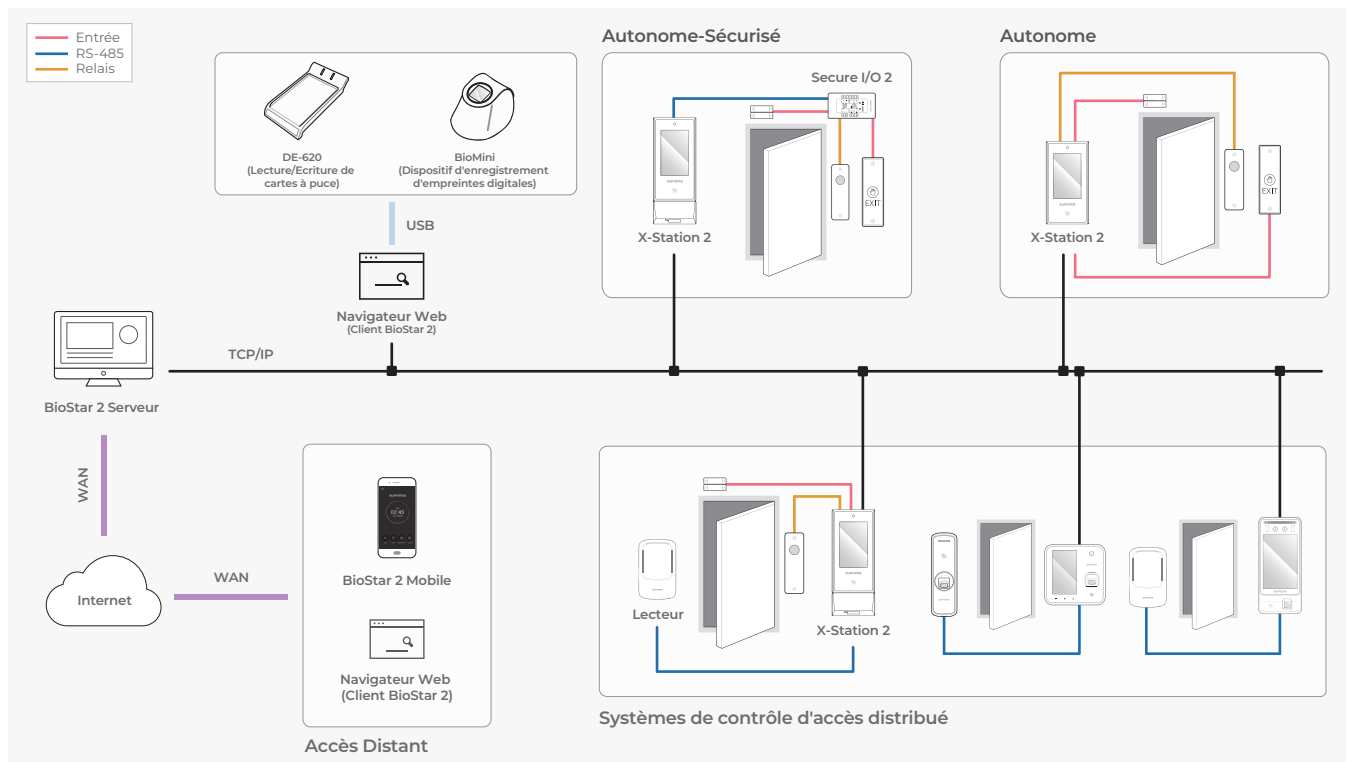 Entrée
RS-485
Relais
DE-620
(Lecture/Ecriture de
cartes à puce)
BioMini
(Dispositif d'enregistrement
d'empreintes digitales)
USB
Navigateur Web
(Client BioStar 2)
TCP/IP
BioStar 2 Serveur
WAN
Internet
WAN
BioStar 2 Mobile
02:45
Navigateur Web
(Client BioStar 2)
Accès Distant
Autonome-Sécurisé
Secure I/O 2
EXIT
X-Station 2
Autonome
EXIT
X-Station 2
Lecteur
X-Station 2
Systèmes de contrôle d'accès distribué